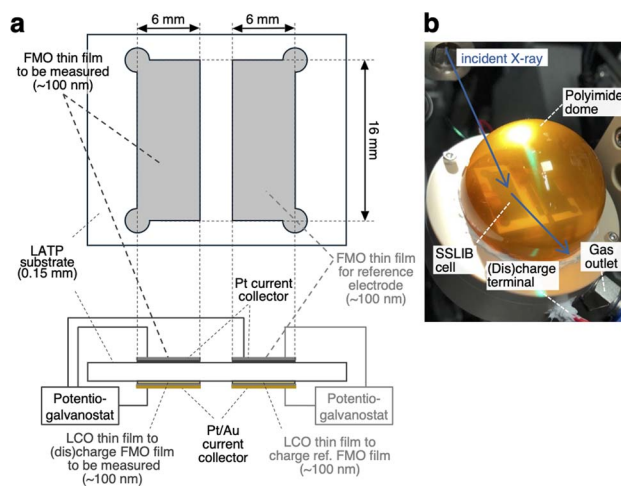 a
6 mm
6 mm
FMO thin film
to be measured
(~100 nm)
16 mm
LATP
substrate
(0.15 mm)
FMO thin film
for reference
electrode
(~100 nm)
Pt current
collector
Potentio-
galvanostat
Potentio-
galvanostat
LCO thin film to
(dis)charge FMO film
to be measured
(~100 nm)
Pt/Au
current
collector
LCO thin film to
charge ref. FMO film
(~100 nm)
b
incident X-ray
Polyimide
dome
SSLIB
cell
(Dis)charge
terminal
Gas
outlet